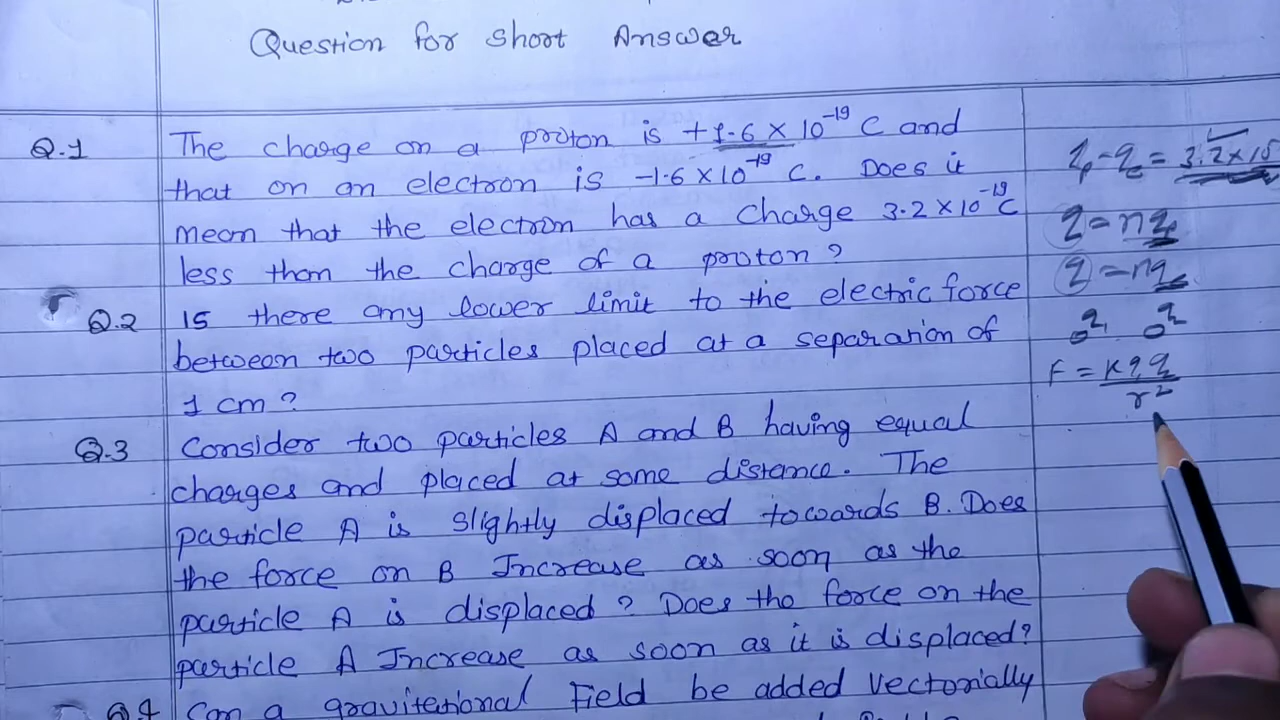 Question for short Answer
Q.1 The charge on a proton is +1.6 × 10⁻¹⁹ C and
that on an electron is -1.6 × 10⁻¹⁹ C. Does it
mean that the electron has a charge 3.2 × 10⁻¹⁹ C
less than the charge of a proton?
Q.2 Is there any lower limit to the electric force
between two particles placed at a separation of
1 cm?
Q.3 Consider two particles A and B having equal
charges and placed at some distance. The
particle A is slightly displaced towards B. Does
the force on B Increase as soon as the
particle A is displaced? Does the force on the
particle A Increase as soon as it is displaced?
Q.4 Can a gravitational Field be added vectorially
= 3.2 × 10
F = K q q
r²